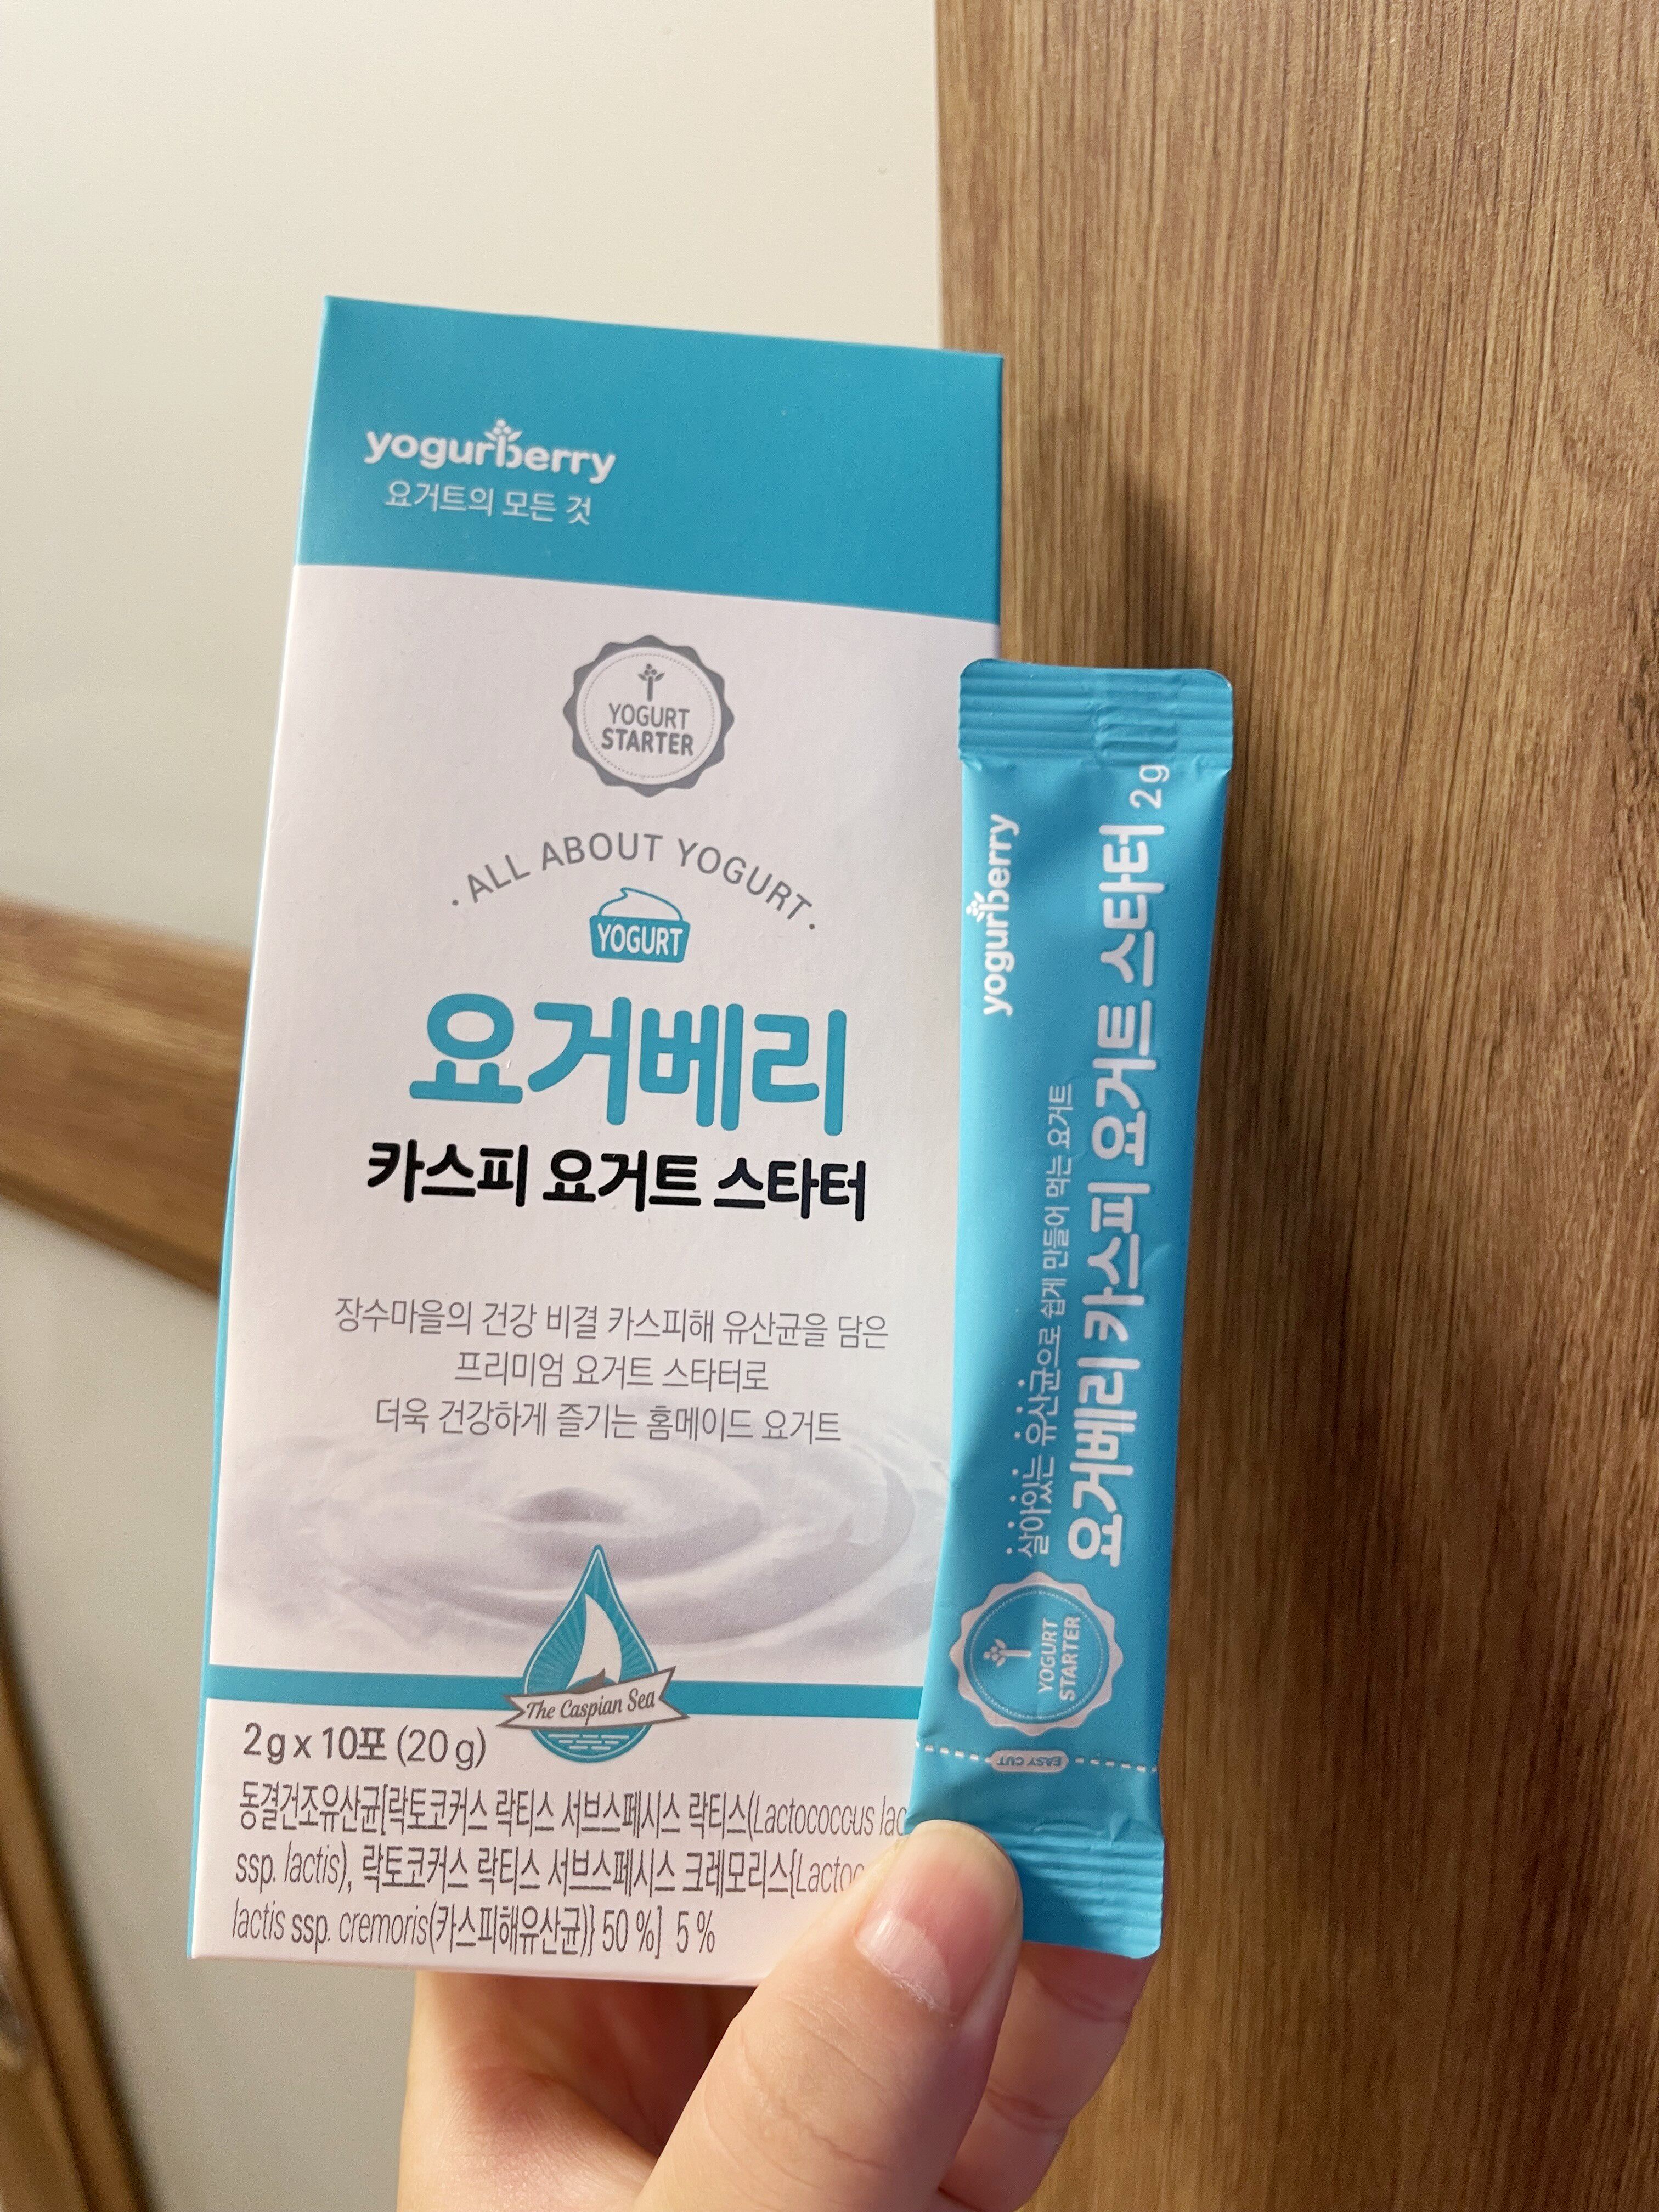 yogurberry
요거트의 모든 것
YOGURT
STARTER
· ALL ABOUT YOGURT ·
YOGURT
요거베리
카스피 요거트 스타터
장수마을의 건강 비결 카스피해 유산균을 담은
프리미엄 요거트 스타터로
더욱 건강하게 즐기는 홈메이드 요거트
The Caspian Sea
2g x 10포 (20 g)
동결건조유산균[락토코커스 락티스 서브스페시스 락티스(Lactococcus
ssp. lactis), 락토코커스 락티스 서브스페시스 크레모리스{
lactis ssp. cremoris(카스피해유산균)} 50 %] 5 %
yogurberry
살아있는 유산균으로 쉽게 만들어 먹는 요거트
요거베리 카스피 요거트 스타터 2g
YOGURT
STARTER
EASY CUT